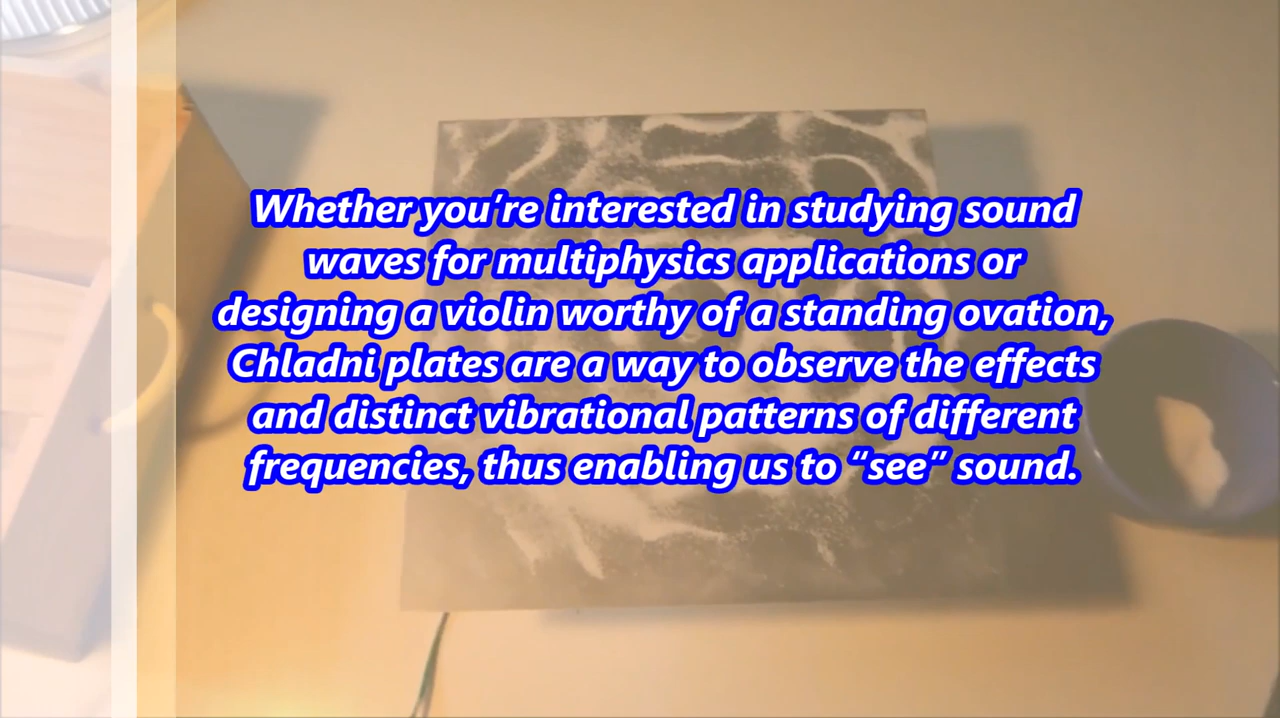 Whether you’re interested in studying sound
waves for multiphysics applications or
designing a violin worthy of a standing ovation,
Chladni plates are a way to observe the effects
and distinct vibrational patterns of different
frequencies, thus enabling us to “see” sound.